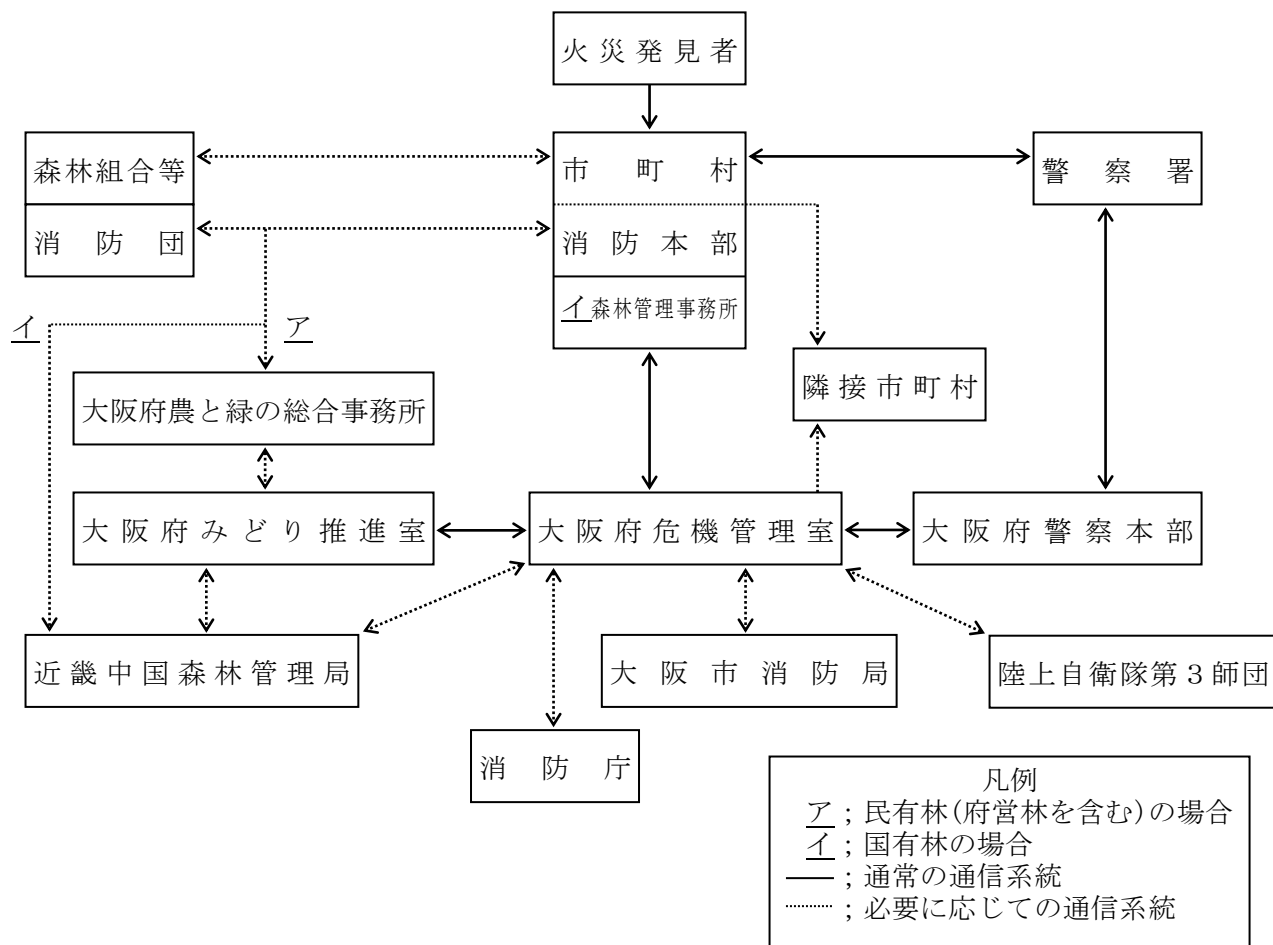 火災発見者
森林組合等
市町村
警察署
消防団
消防本部
イ森林管理事務所
イ
ア
隣接市町村
大阪府農と緑の総合事務所
大阪府みどり推進室
大阪府危機管理室
大阪府警察本部
近畿中国森林管理局
大阪市消防局
陸上自衛隊第３師団
消防庁
凡例
ア；民有林(府営林を含む)の場合
イ；国有林の場合
；通常の通信系統
；必要に応じての通信系統